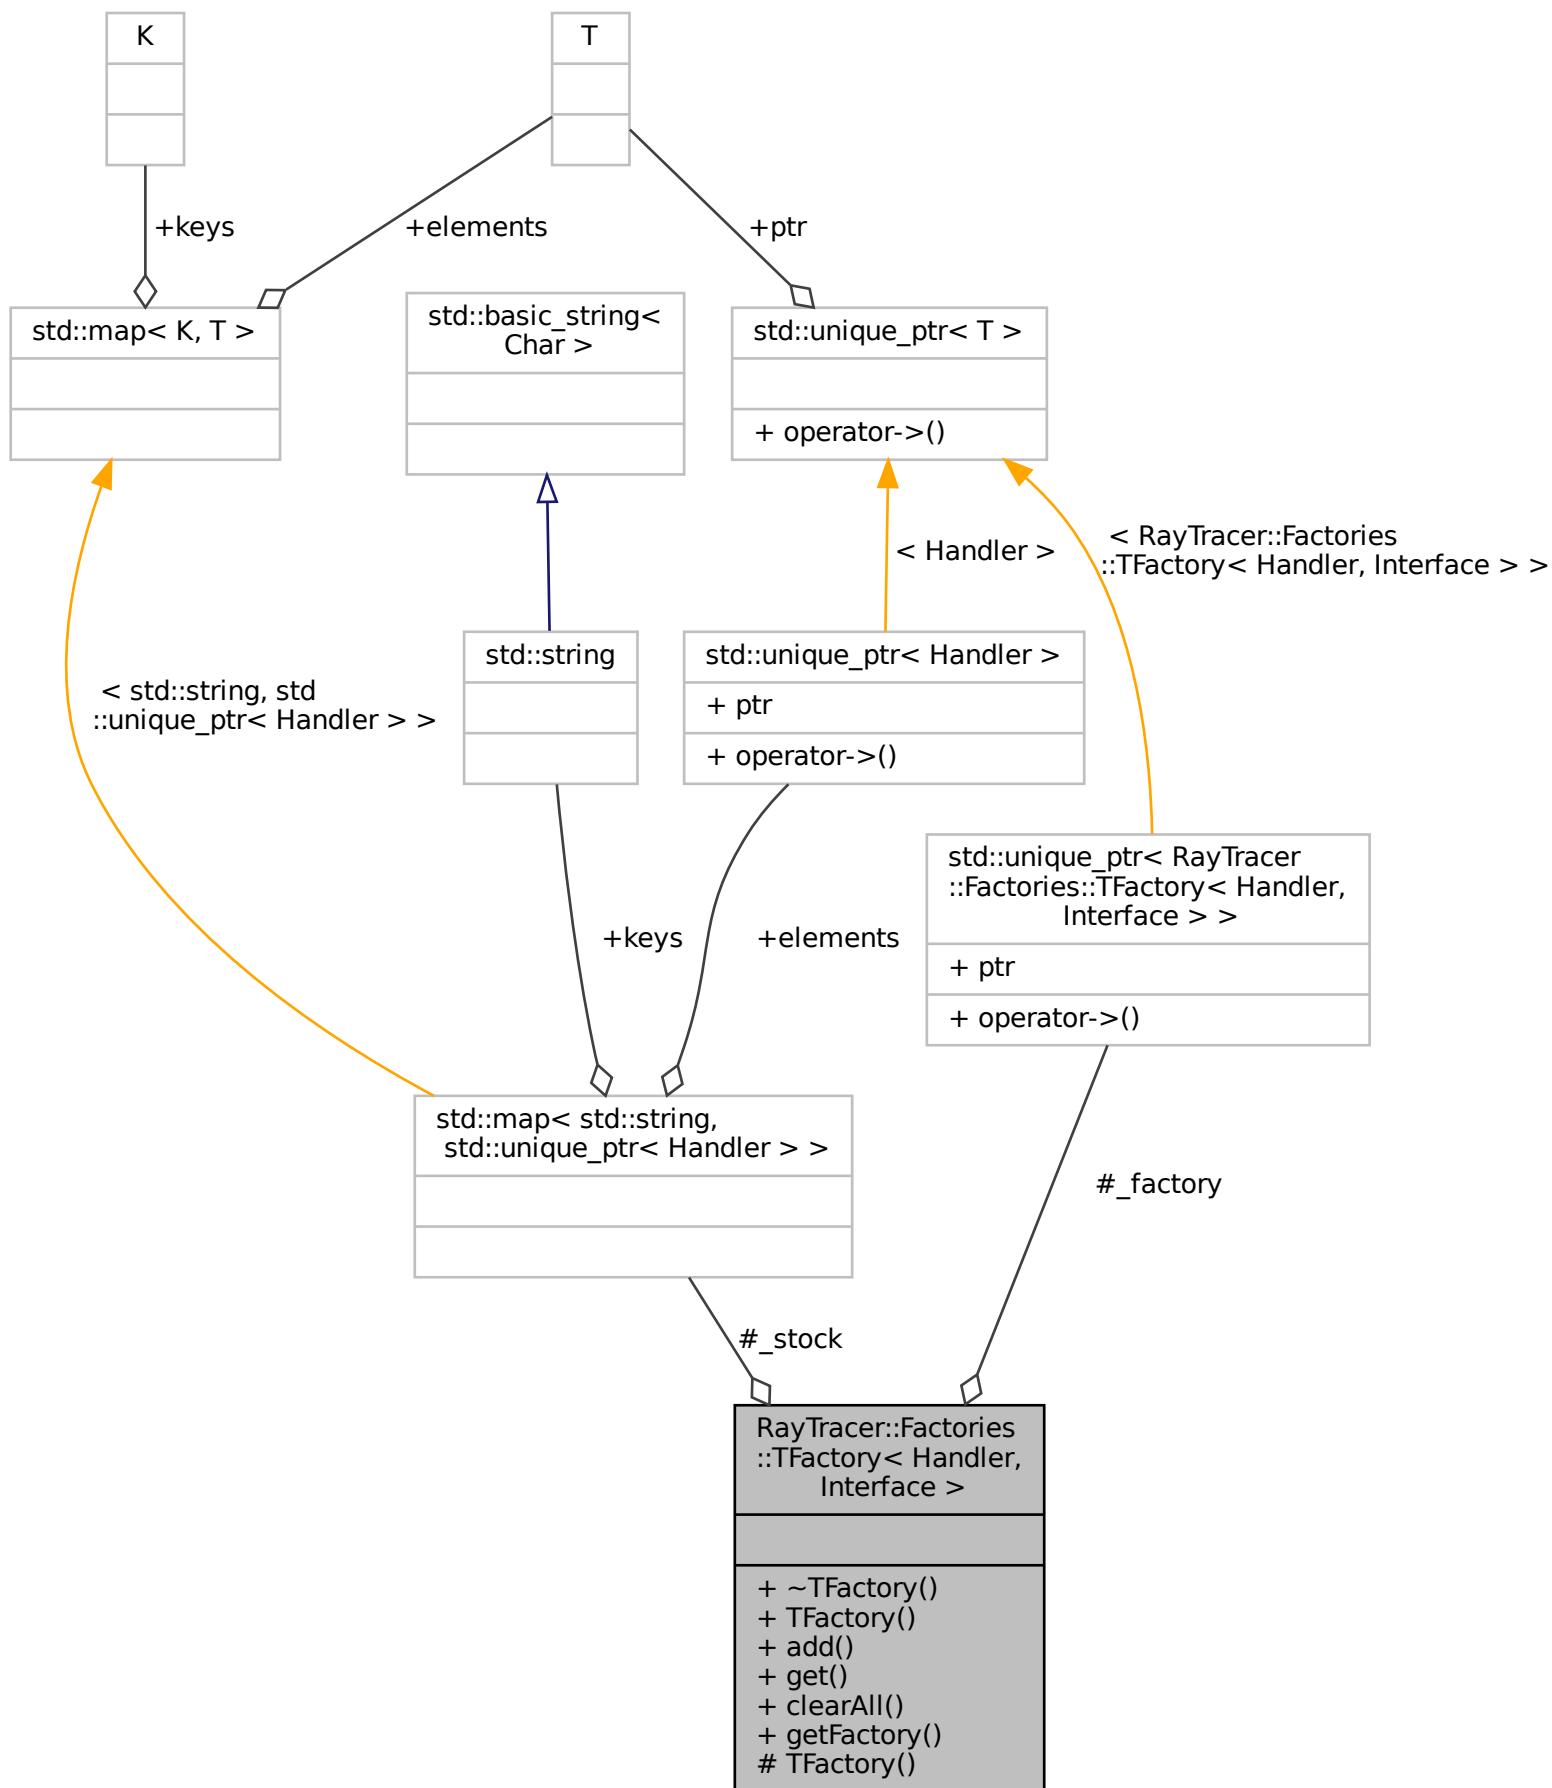 K
T
+keys
+elements
+ptr
std::map< K, T >
std::basic_string<
Char >
std::unique_ptr< T >
+ operator->()
< Handler >
< RayTracer::Factories
::TFactory< Handler, Interface > >
< std::string, std
::unique_ptr< Handler > >
std::string
std::unique_ptr< Handler >
+ ptr
+ operator->()
std::unique_ptr< RayTracer
::Factories::TFactory< Handler,
Interface > >
+ ptr
+ operator->()
+keys
+elements
std::map< std::string,
std::unique_ptr< Handler > >
#_factory
#_stock
RayTracer::Factories
::TFactory< Handler,
Interface >
+ ~TFactory()
+ TFactory()
+ add()
+ get()
+ clearAll()
+ getFactory()
# TFactory()